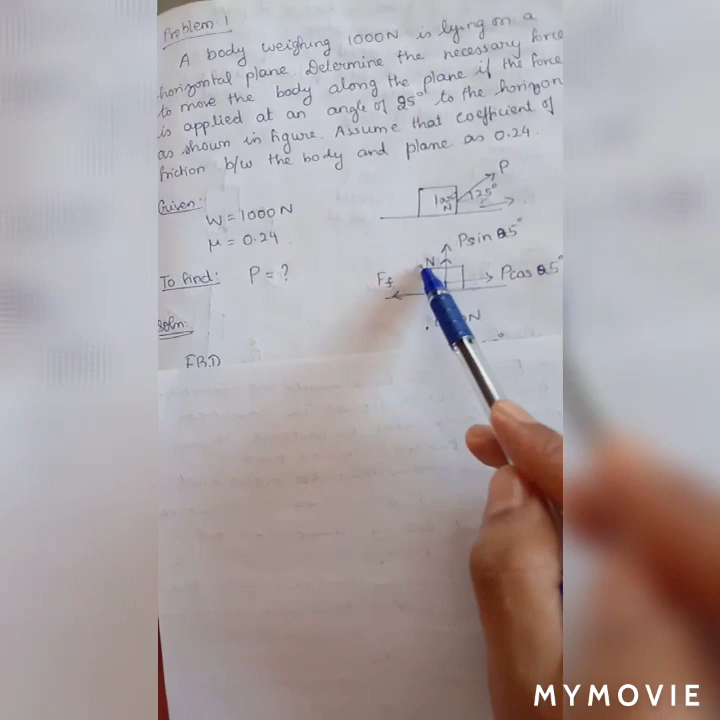 Problem 1
A body weighing 1000N is lying on a
horizontal plane. Determine the necessary force
to move the body along the plane if the force
is applied at an angle of 25° to the horizon
as shown in figure. Assume that coefficient of
friction b/w the body and plane as 0.24.
Given:
W = 1000N
μ = 0.24
P
25°
1000
N
To find: P = ?
Psin 25°
N
Pcos 25°
Ff
N
Soln:
F.B.D
MYMOVIE